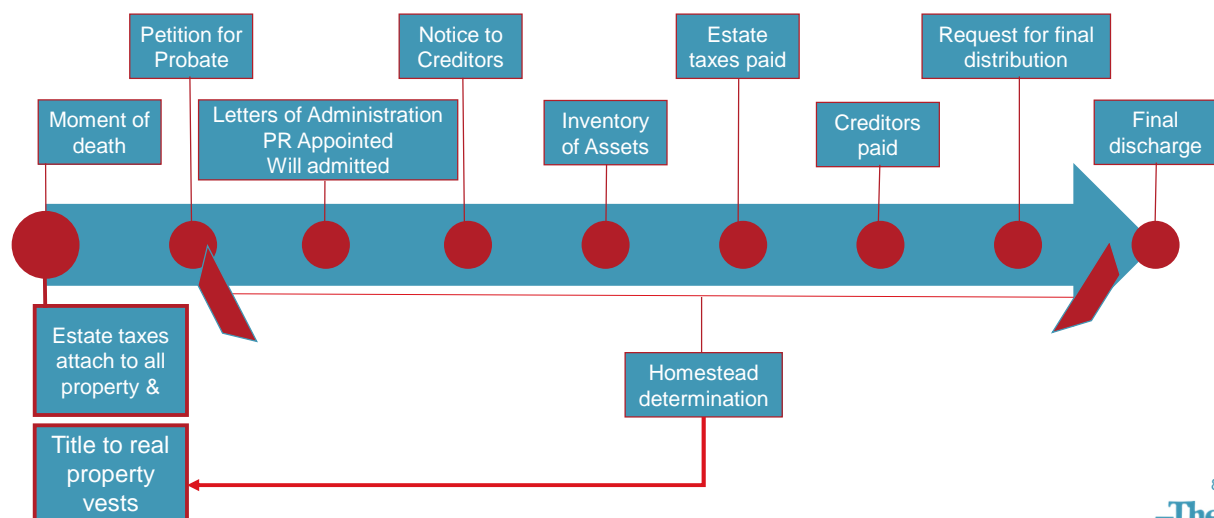 Moment of
death
Petition for
Probate
Letters of Administration
PR Appointed
Will admitted
Notice to
Creditors
Inventory
of Assets
Estate
taxes paid
Creditors
paid
Request for final
distribution
Final
discharge
Estate taxes
attach to all
property &
Title to real
property
vests
Homestead
determination
8
The